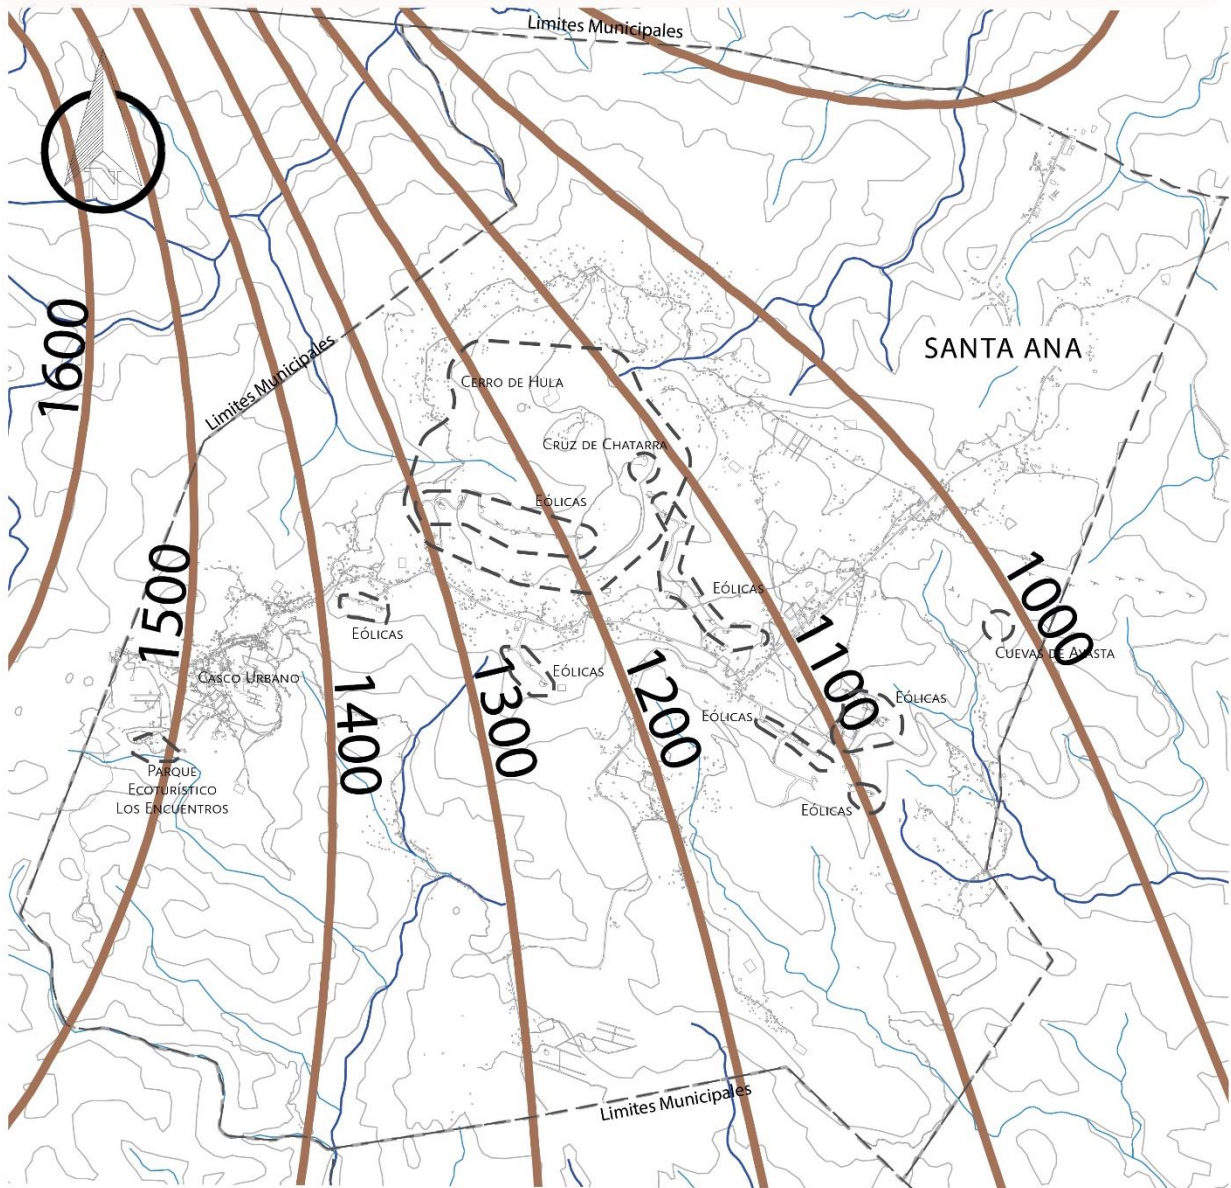 Limites Municipales
N
1600
Limites Municipales
SANTA ANA
CERRO DE HULA
CRUZ DE CHATARRA
EÓLICAS
1500
EÓLICAS
EÓLICAS
1000
CUEVAS DE AYASTA
CASCO URBANO
1400
1300
EÓLICAS
1200
1100
EÓLICAS
EÓLICAS
PARQUE
ECOTURÍSTICO
LOS ENCUENTROS
EÓLICAS
Limites Municipales